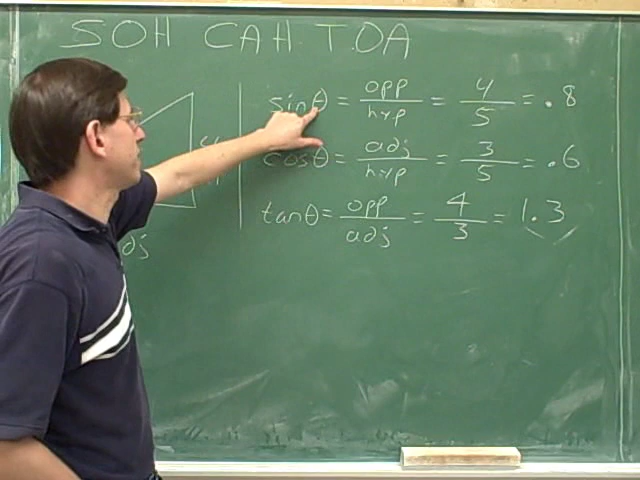 SOH CAH TOA
sinθ = opp/hyp = 4/5 = .8
cosθ = adj/hyp = 3/5 = .6
tanθ = opp/adj = 4/3 = 1.3
4
adj